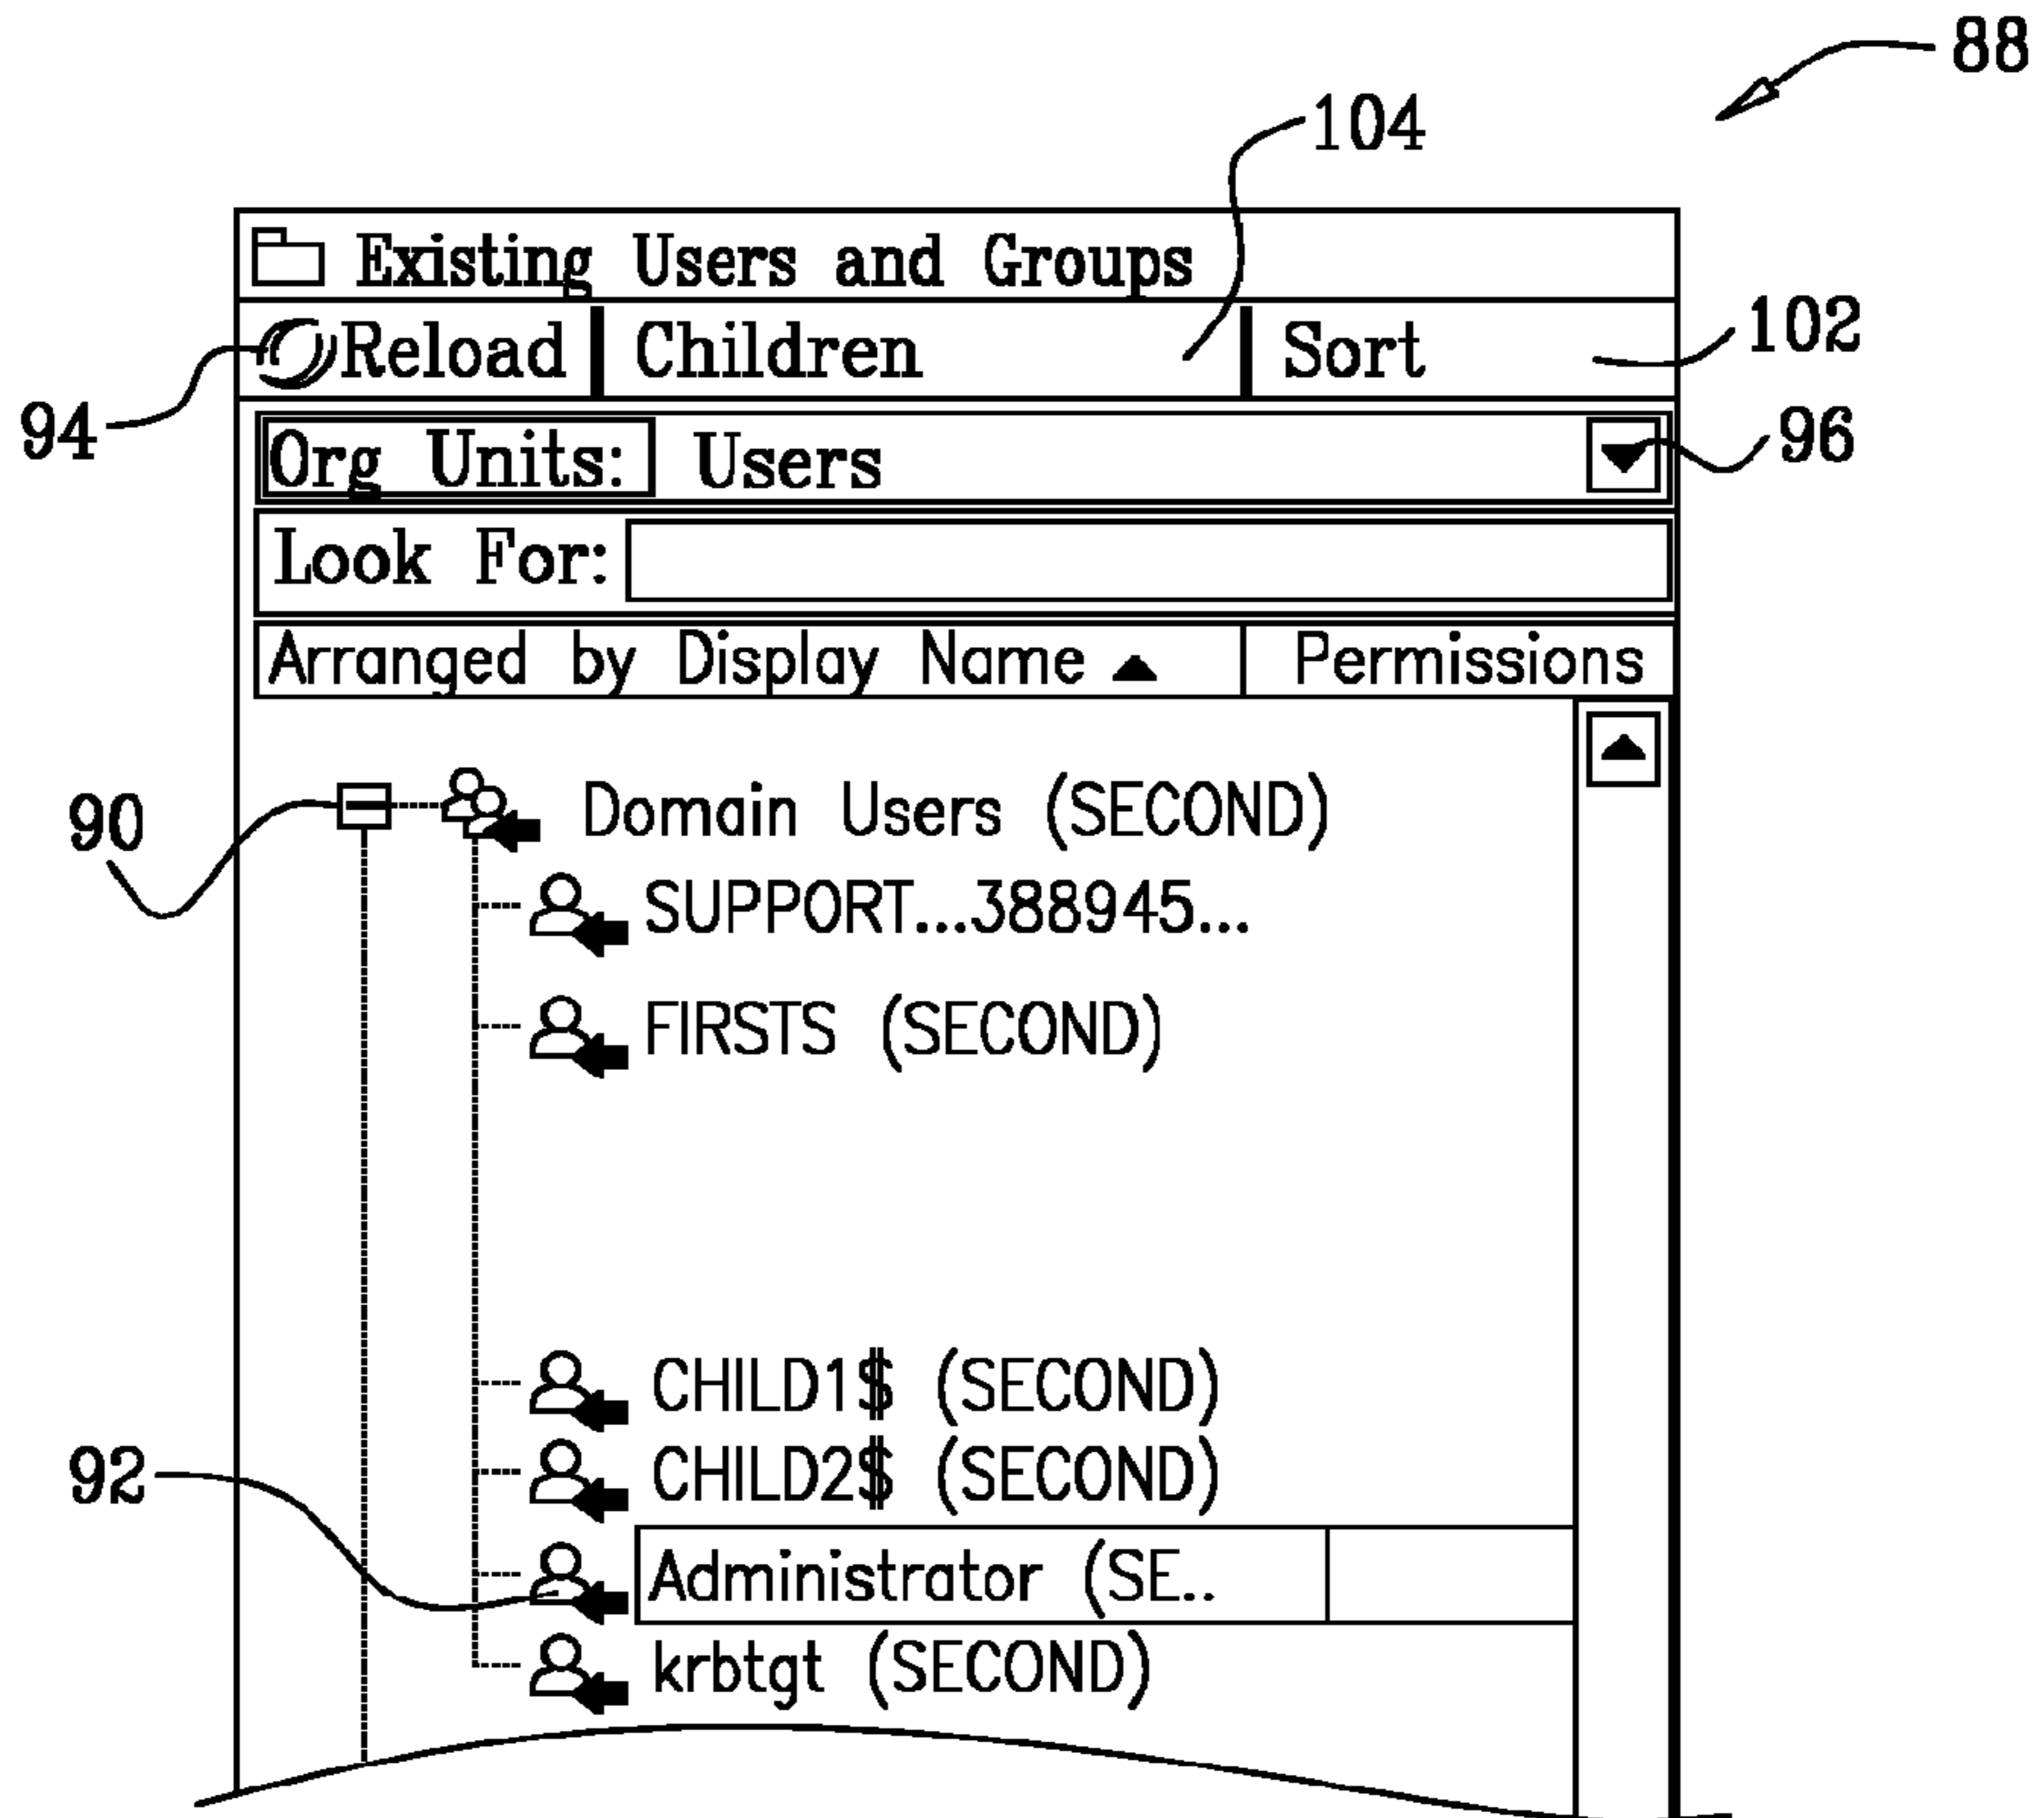 88
104
Existing Users and Groups
Reload Children Sort
102
94
Org Units: Users
96
Look For:
Arranged by Display Name Permissions
90
Domain Users (SECOND)
SUPPORT...388945...
FIRSTS (SECOND)
CHILD1$ (SECOND)
CHILD2$ (SECOND)
92
Administrator (SE..
krbtgt (SECOND)